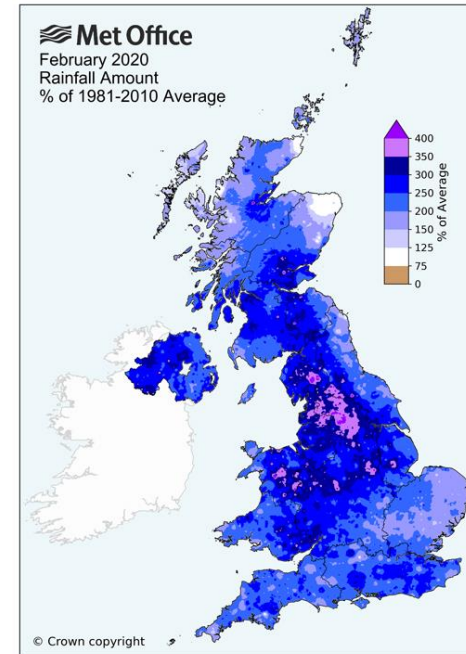 Met Office
February 2020
Rainfall Amount
% of 1981-2010 Average
400
350
300
250
200
150
125
75
0
% of Average
© Crown copyright